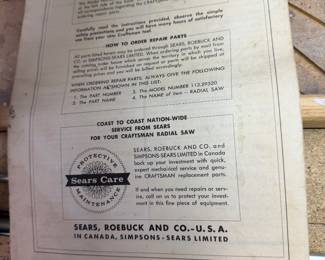 Carefully read the instructions provided, observe the simple
safety precautions and you will have many hours of satisfactory
use from your new Craftsman tool.
HOW TO ORDER REPAIR PARTS
All parts listed herein may be ordered through SEARS, ROEBUCK AND
CO. or SIMPSONS-SEARS LIMITED. When ordering parts by mail from
the mail order house which serves the territory in which you live,
selling prices will be furnished on request or parts will be shipped at
prevailing prices and you will be billed accordingly.
WHEN ORDERING REPAIR PARTS, ALWAYS GIVE THE FOLLOWING
INFORMATION AS SHOWN IN THIS LIST.
1. The PART NUMBER
3. The MODEL NUMBER 113.29520
2. The PART NAME
4. The NAME of item - RADIAL SAW
COAST TO COAST NATION-WIDE
SERVICE FROM SEARS
FOR YOUR CRAFTSMAN RADIAL SAW
PROTECTIVE
Sears Care
MAINTENANCE
SEARS, ROEBUCK AND CO. and
SIMPSONS-SEARS LIMITED in Canada
back up your investment with quick,
expert mechanical service and genu-
ine CRAFTSMAN replacement parts.
If and when you need repairs or serv-
ice, call on us to protect your invest-
ment in this fine piece of equipment.
SEARS, ROEBUCK AND CO.-U.S.A.
IN CANADA, SIMPSONS-SEARS LIMITED